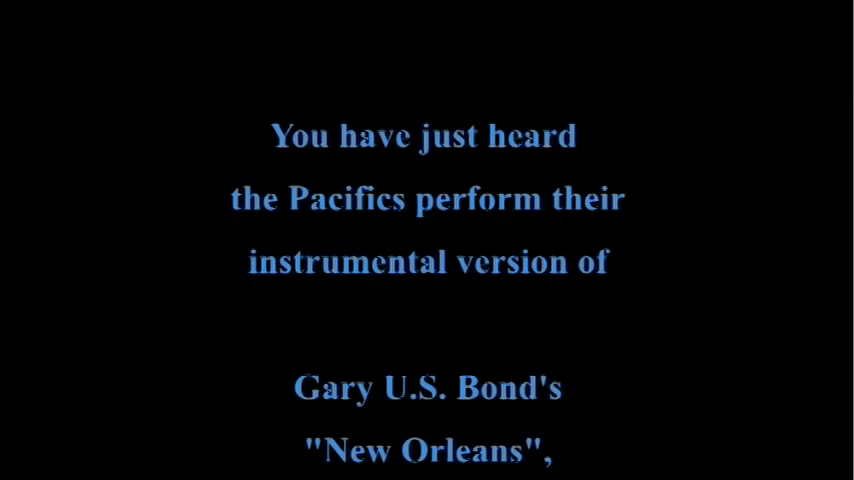 You have just heard
the Pacifics perform their
instrumental version of
Gary U.S. Bond's
"New Orleans",